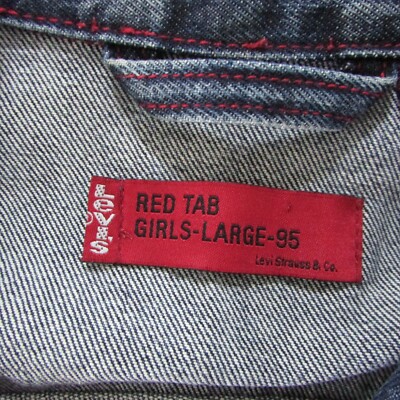 LEVI'S
RED TAB
GIRLS-LARGE-95
Levi Strauss & Co.